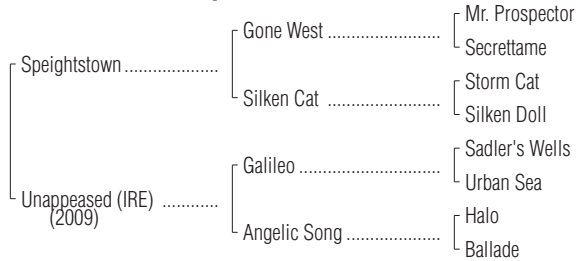 Mr. Prospector
Gone West ........................
Secrettame
Speightstown ....................
Storm Cat
Silken Cat ........................
Silken Doll
Sadler's Wells
Galileo ..............................
Urban Sea
Unappeased (IRE) ............
(2009)
Halo
Angelic Song ....................
Ballade